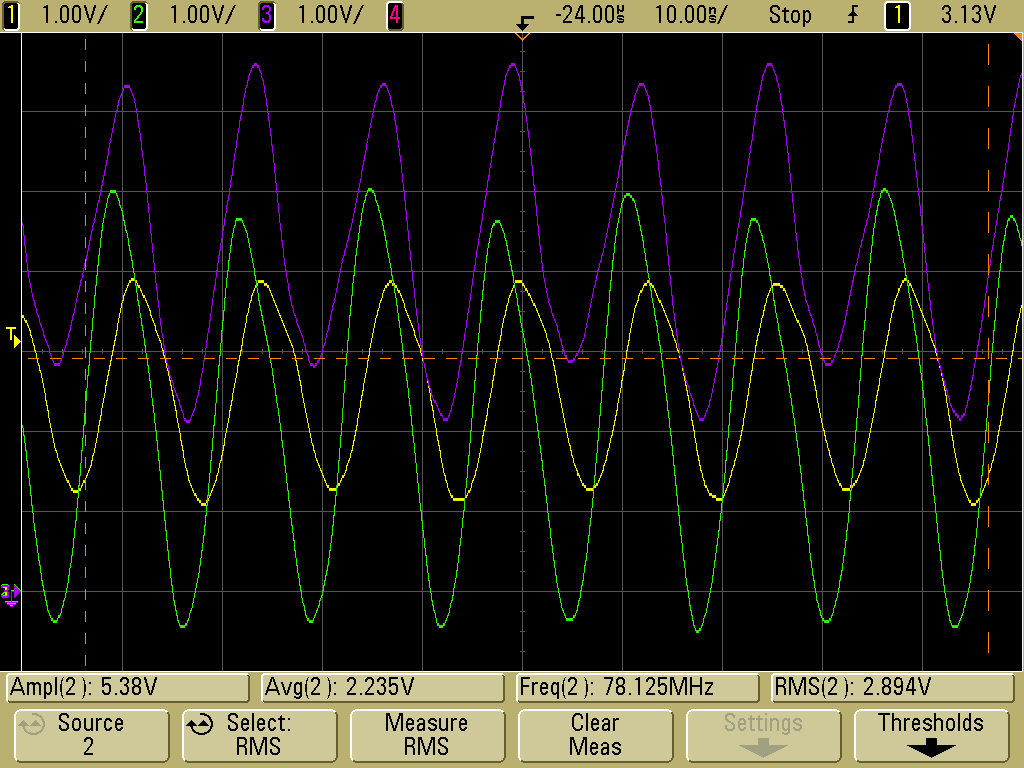 1 1.00V/ 2 1.00V/ 3 1.00V/ 4 -24.00µs 10.00ns/ Stop 1 3.13V
T
Ampl(2): 5.38V Avg(2): 2.235V Freq(2): 78.125MHz RMS(2): 2.894V
Source Select: Measure Clear Settings Thresholds
2 RMS RMS Meas